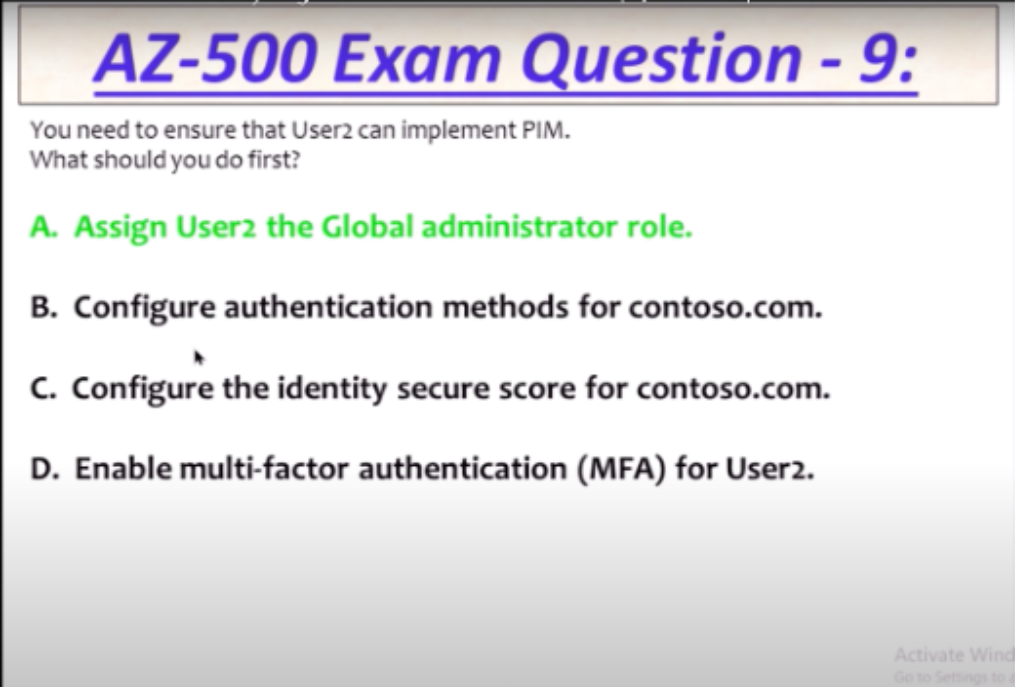 AZ-500 Exam Question - 9:
You need to ensure that User2 can implement PIM.
What should you do first?
A. Assign User2 the Global administrator role.
B. Configure authentication methods for contoso.com.
C. Configure the identity secure score for contoso.com.
D. Enable multi-factor authentication (MFA) for User2.
Activate Wind
Go to Settings to a